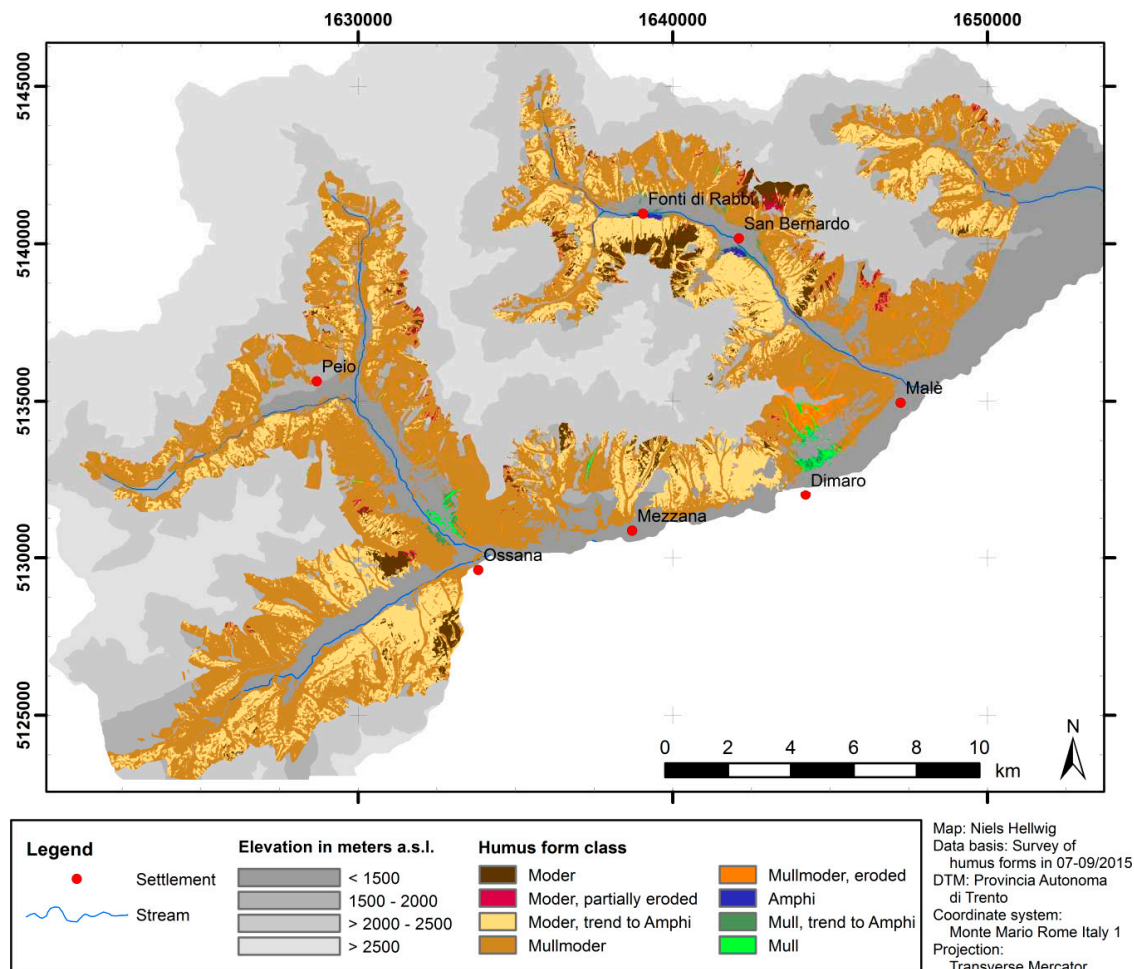 1630000 1640000 1650000
5145000
5140000
5135000
5130000
5125000
Fonti di Rabbi
San Bernardo
Peio
Malè
Dimaro
Mezzana
Ossana
N
0 2 4 6 8 10
km
Legend
Settlement
Stream
Elevation in meters a.s.l.
< 1500
1500 - 2000
> 2000 - 2500
> 2500
Humus form class
Moder
Moder, partially eroded
Moder, trend to Amphi
Mullmoder
Mullmoder, eroded
Amphi
Mull, trend to Amphi
Mull
Map: Niels Hellwig
Data basis: Survey of
humus forms in 07-09/2015
DTM: Provincia Autonoma
di Trento
Coordinate system:
Monte Mario Rome Italy 1
Projection:
Transverse Mercator